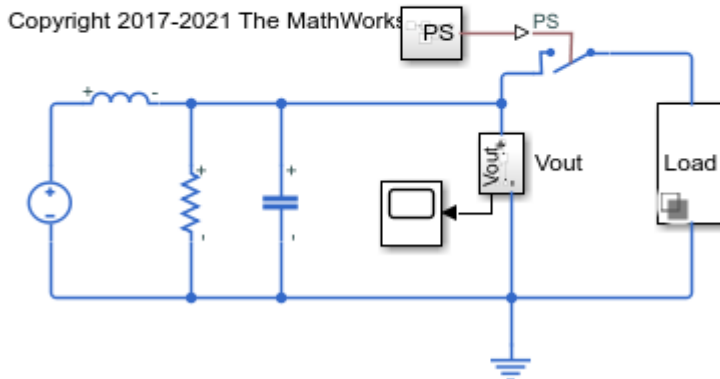 Copyright 2017-2021 The MathWorks
PS
PS
+
-
+
-
+
-
+
-
Vout
+
-
Vout
Load